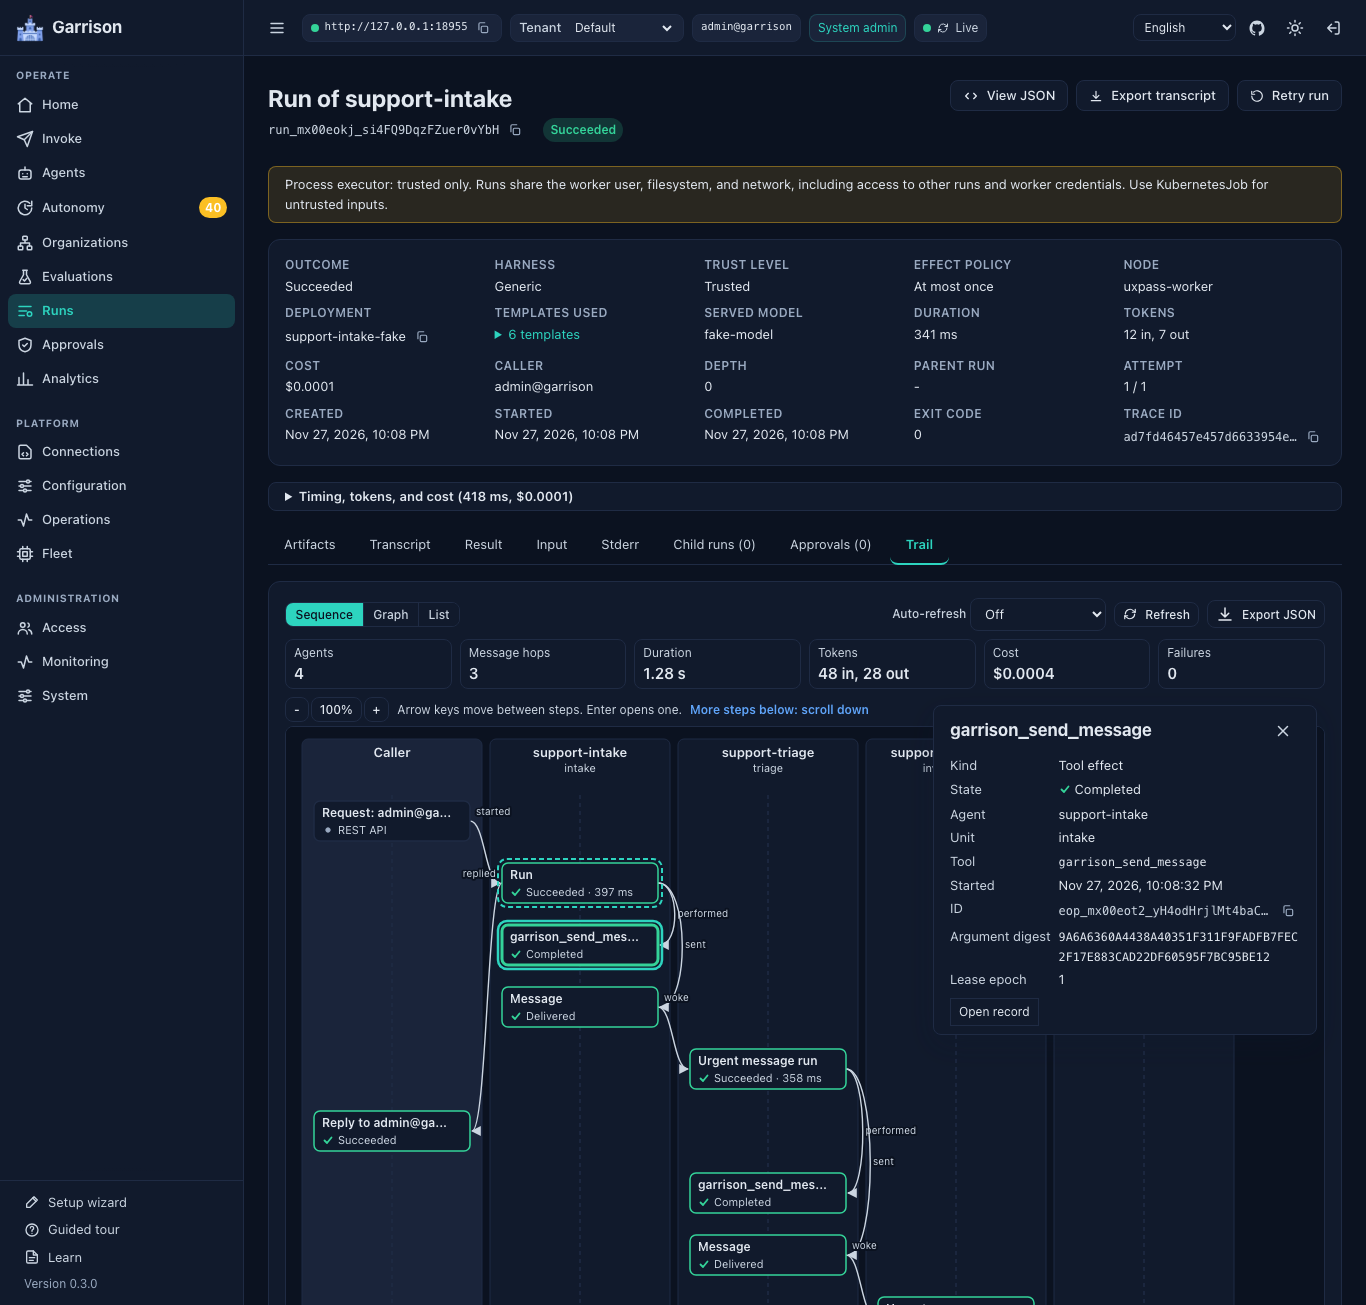 Garrison
http://127.0.0.1:18955
Tenant Default
admin@garrison
System admin
Live
English
OPERATE
Home
Invoke
Agents
Autonomy 40
Organizations
Evaluations
Runs
Approvals
Analytics
PLATFORM
Connections
Configuration
Operations
Fleet
ADMINISTRATION
Access
Monitoring
System
Setup wizard
Guided tour
Learn
Version 0.3.0
Run of support-intake
View JSON
Export transcript
Retry run
run_mx00eokj_si4FQ9DqzFZuer0vYbH
Succeeded
Process executor: trusted only. Runs share the worker user, filesystem, and network, including access to other runs and worker credentials. Use KubernetesJob for
untrusted inputs.
OUTCOME HARNESS TRUST LEVEL EFFECT POLICY NODE
Succeeded Generic Trusted At most once uxpass-worker
DEPLOYMENT TEMPLATES USED SERVED MODEL DURATION TOKENS
support-intake-fake 6 templates fake-model 341 ms 12 in, 7 out
COST CALLER DEPTH PARENT RUN ATTEMPT
$0.0001 admin@garrison 0 - 1 / 1
CREATED STARTED COMPLETED EXIT CODE TRACE ID
Nov 27, 2026, 10:08 PM Nov 27, 2026, 10:08 PM Nov 27, 2026, 10:08 PM 0 ad7fd46457e457d6633954e…
Timing, tokens, and cost (418 ms, $0.0001)
Artifacts Transcript Result Input Stderr Child runs (0) Approvals (0) Trail
Sequence Graph List
Auto-refresh Off Refresh Export JSON
Agents Message hops Duration Tokens Cost Failures
4 3 1.28 s 48 in, 28 out $0.0004 0
- 100% + Arrow keys move between steps. Enter opens one. More steps below: scroll down
Caller
support-intake
intake
support-triage
triage
suppo
in
Request: admin@ga...
REST API
started
replied
Run
Succeeded · 397 ms
performed
garrison_send_mes...
Completed
sent
Message
Delivered
woke
Urgent message run
Succeeded · 358 ms
Reply to admin@ga...
Succeeded
performed
sent
garrison_send_mess...
Completed
Message
Delivered
woke
garrison_send_message
Kind Tool effect
State Completed
Agent support-intake
Unit intake
Tool garrison_send_message
Started Nov 27, 2026, 10:08:32 PM
ID eop_mx00eot2_yH4odHrjlMt4baC…
Argument digest 9A6A6360A4438A40351F311F9FADFB7FEC
2F17E883CAD22DF60595F7BC95BE12
Lease epoch 1
Open record